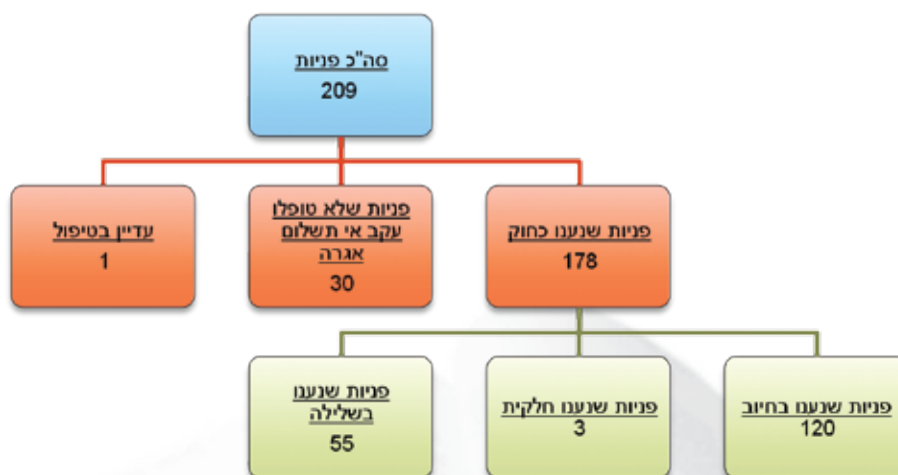 סה"כ פניות
209
פניות שנענו כחוק
178
פניות שלא טופלו
עקב אי תשלום
אגרה
30
עדיין בטיפול
1
פניות שנענו בחיוב
120
פניות שנענו חלקית
3
פניות שנענו
בשלילה
55